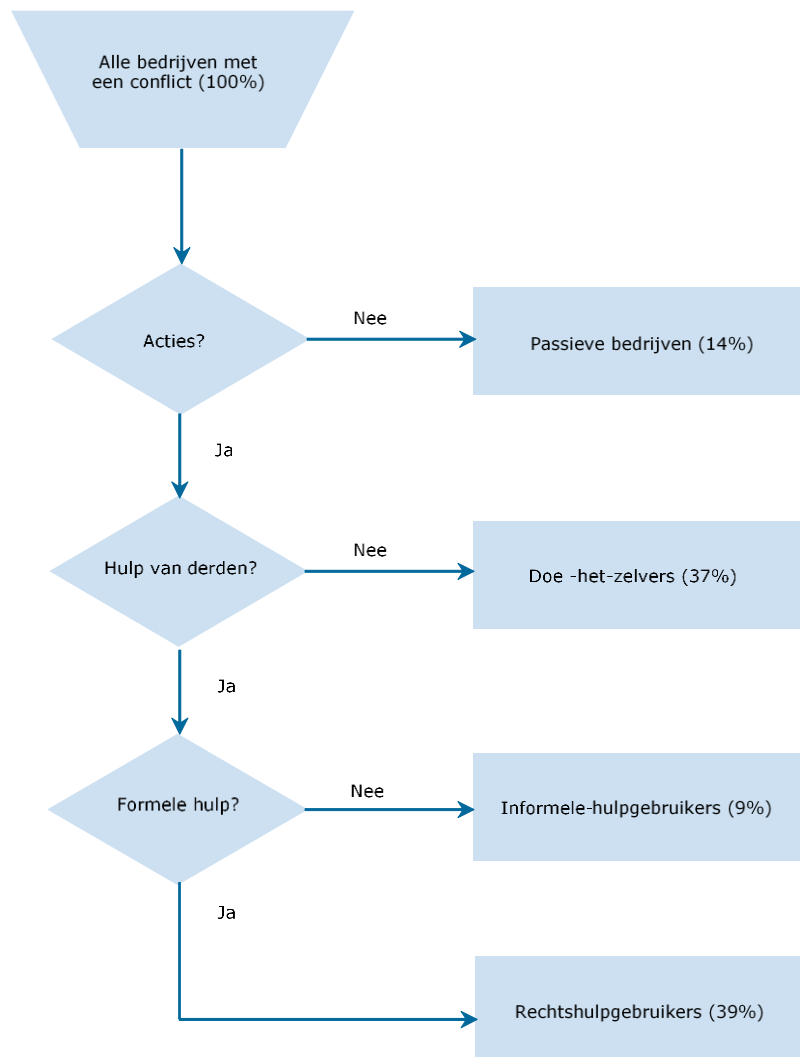 Alle bedrijven met
een conflict (100%)
Acties?
Nee
Passieve bedrijven (14%)
Ja
Hulp van derden?
Nee
Doe -het-zelvers (37%)
Ja
Formele hulp?
Nee
Informele-hulpgebruikers (9%)
Ja
Rechtshulpgebruikers (39%)